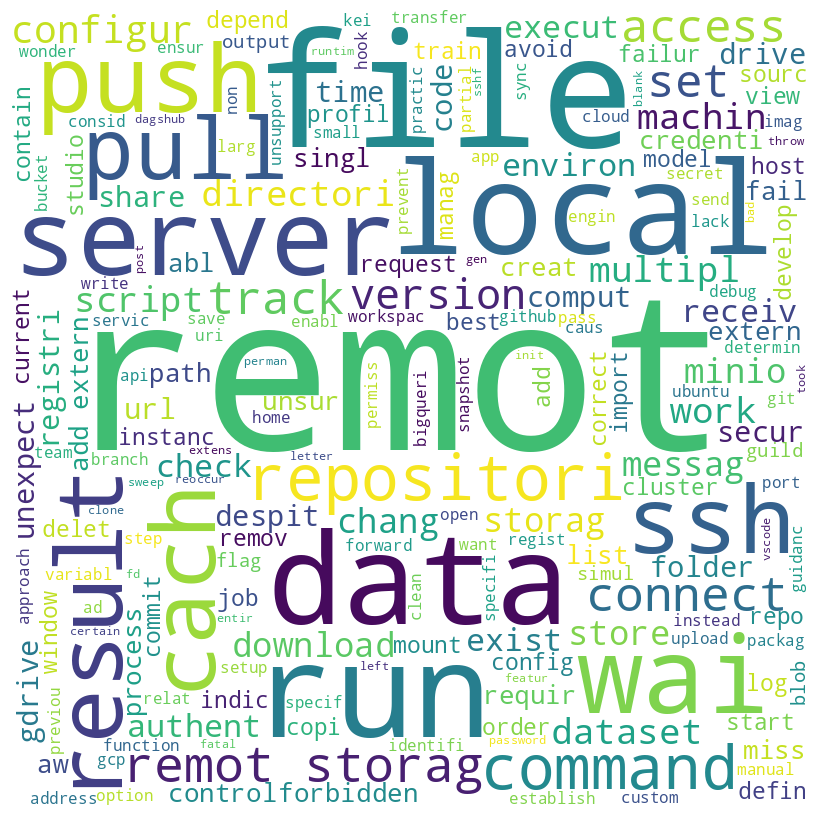 configur
depend
kei
transfer
execut
access
wonder
ensur
output
hook
runtim
train
avoid
failur
drive
push
file
unsupport
practic
sshf
partial
sync
code
cloud
set
blank
sourc
view
contain
consid
dagshub
non
time
profil
small
machin
imag
bucket
studio
pull
larg
singl
app
credenti
throw
share
directori
prevent
manag
environ
model
secret
host
fail
server
local
engin
send
lack
bad
post
abl
request
gen
creat
multipl
develop
write
script
track
version
comput
receiv
debug
current
registri
add extern
servic
save
uri
enabl
workspac
best
github
pass
caus
extern
determin
remot
api
path
perman
init
minio
ubuntu
took
unexpect
url
unsur
permiss
bigqueri
snapshot
add
correct
import
work
git
instanc
home
team
branch
check
extens
letter
repositori
messag
secur
guild
result
sweep
reoccur
cluster
port
clone
cach
despit
chang
open
storag
ssh
vscode
approach
delet
step
remov
forward
want
regist
list
folder
guidanc
variabl
flag
data
clean
specifi
simul
connect
window
ad
commit
job
fd
entir
instead
repo
certain
process
download
mount
exist
store
upload
packag
gdrive
previou
setup
left
config
wai
blob
log
relat
indic
specif
run
featur
requir
start
authent
copi
order
dataset
aw
gcp
function
fatal
identifi
password
command
miss
manual
remot storag
address
option
controlforbidden
establish
custom
defin